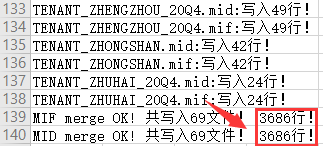 133 TENANT_ZHENGZHOU_20Q4.mid:写入49行!
134 TENANT_ZHENGZHOU_20Q4.mif:写入49行!
135 TENANT_ZHONGSHAN.mid:写入42行!
136 TENANT_ZHONGSHAN.mif:写入42行!
137 TENANT_ZHUHAI_20Q4.mid:写入24行!
138 TENANT_ZHUHAI_20Q4.mif:写入24行!
139 MIF merge OK! 共写入69文件! 3686行!
140 MID merge OK! 共写入69文件! 3686行!